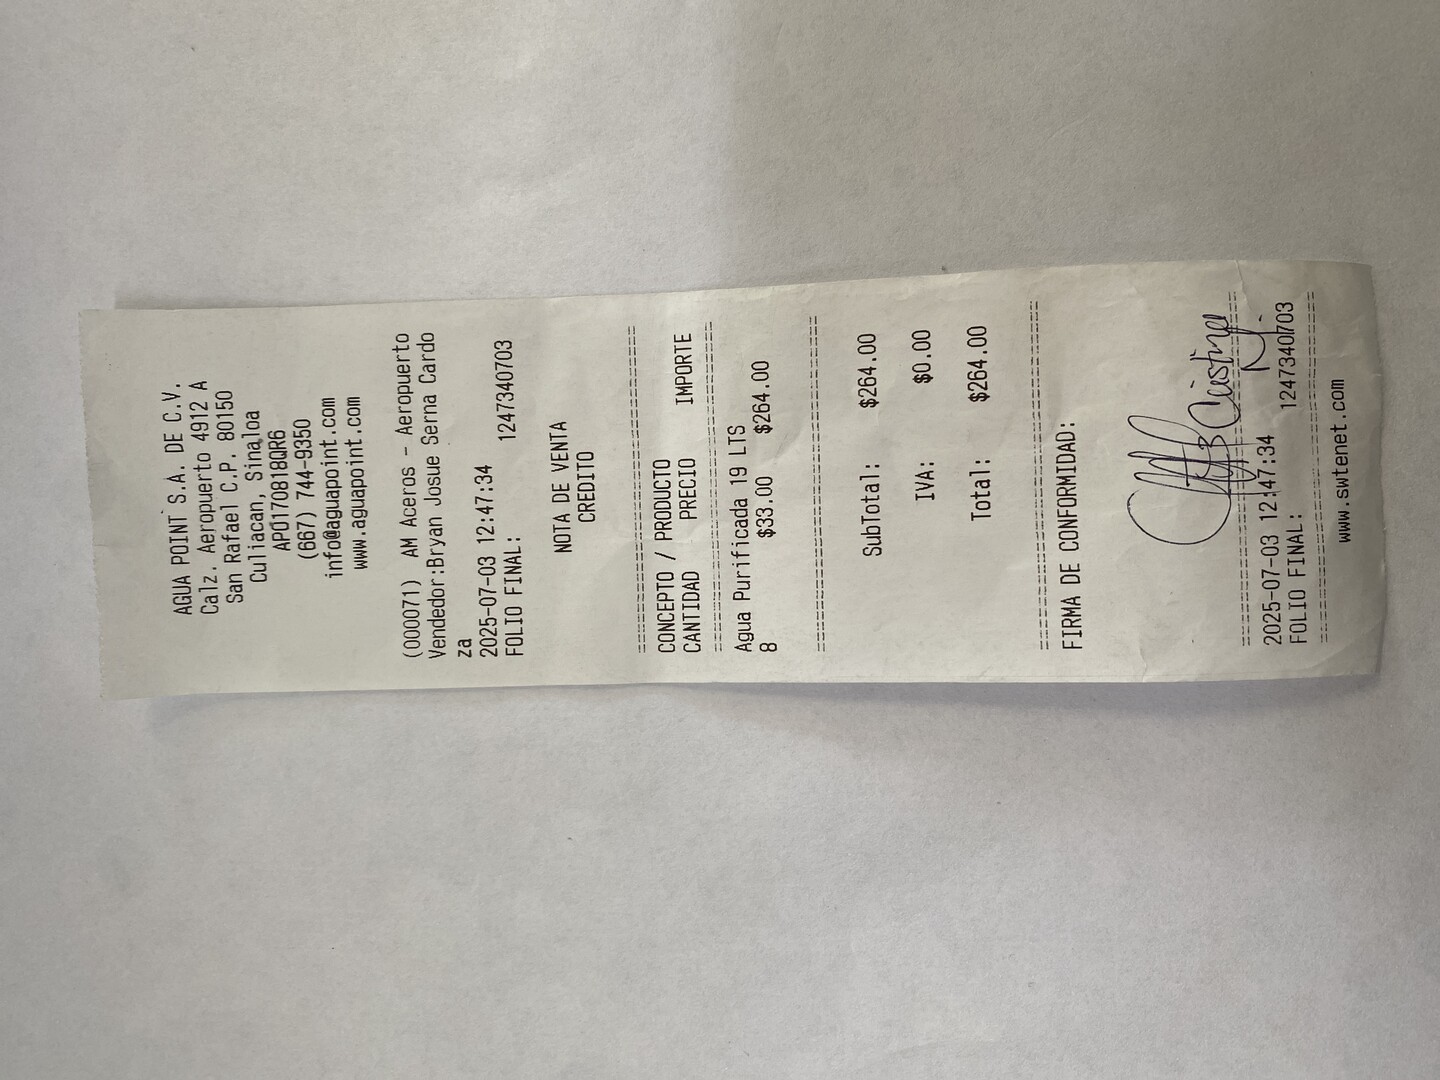 AGUA POINT S.A. DE C.V.
Calz. Aeropuerto 4912 A
San Rafael C.P. 80150
Culiacan, Sinaloa
APO170818QR6
(667) 744-9350
info@aguapoint.com
www.aguapoint.com
(000071) AM Aceros - Aeropuerto
Vendedor:Bryan Josue Serna Cardo
za
2025-07-03 12:47:34
FOLIO FINAL: 1247340703
NOTA DE VENTA
CREDITO
================================
CONCEPTO / PRODUCTO
CANTIDAD PRECIO IMPORTE
================================
Agua Purificada 19 LTS
8 $33.00 $264.00
================================
SubTotal: $264.00
IVA: $0.00
Total: $264.00
================================
FIRMA DE CONFORMIDAD:
================================
2025-07-03 12:47:34
FOLIO FINAL: 1247340703
================================
www.swtenet.com